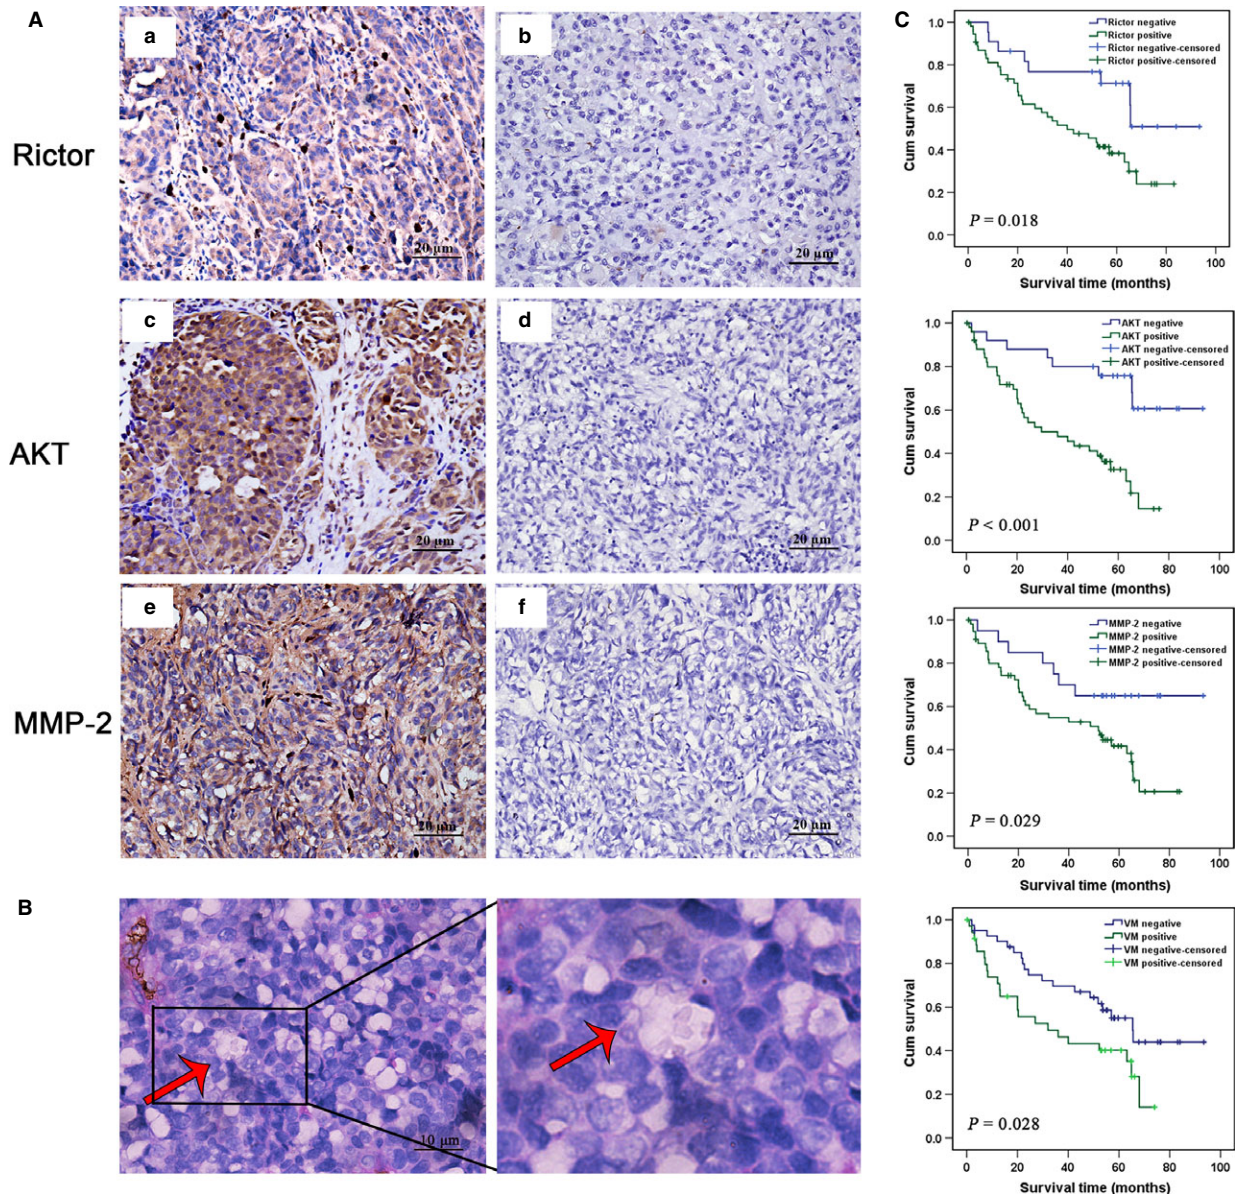 A
a
b
Rictor
20 µm
20 µm
c
d
AKT
20 µm
20 µm
e
f
MMP-2
20 µm
20 µm
B
10 µm
C
Rictor negative
Rictor positive
Rictor negative-censored
Rictor positive-censored
1.0
0.8
0.6
0.4
0.2
0.0
Cum survival
P = 0.018
0 20 40 60 80 100
Survival time (months)
AKT negative
AKT positive
AKT negative-censored
AKT positive-censored
1.0
0.8
0.6
0.4
0.2
0.0
Cum survival
P < 0.001
0 20 40 60 80 100
Survival time (months)
MMP-2 negative
MMP-2 positive
MMP-2 negative-censored
MMP-2 positive-censored
1.0
0.8
0.6
0.4
0.2
0.0
Cum survival
P = 0.029
0 20 40 60 80 100
Survival time (months)
VM negative
VM positive
VM negative-censored
VM positive-censored
1.0
0.8
0.6
0.4
0.2
0.0
Cum survival
P = 0.028
0 20 40 60 80 100
Survival time (months)